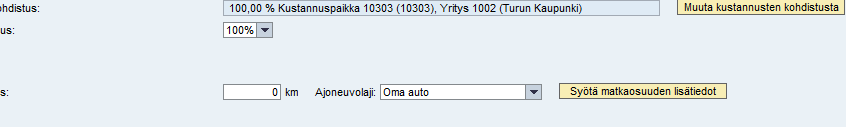 hdistus: 100,00 % Kustannuspaikka 10303 (10303), Yritys 1002 (Turun Kaupunki) Muuta kustannusten kohdistusta
us: 100%
s: 0 km Ajoneuvolaji: Oma auto Syötä matkaosuuden lisätiedot